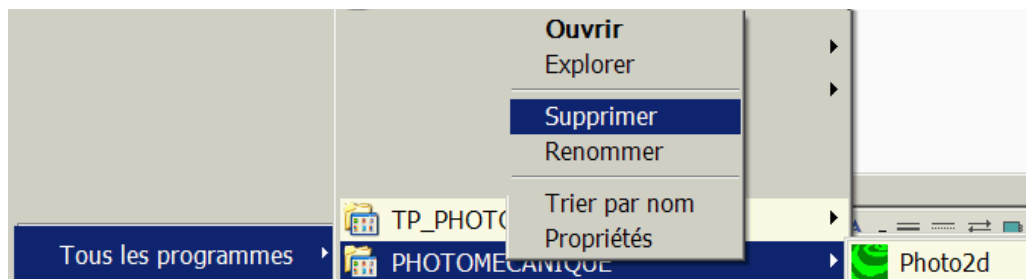 Ouvrir
Explorer
Supprimer
Renommer
Trier par nom
Propriétés
TP_PHOTO
Tous les programmes
PHOTOMECANIQUE
Photo2d